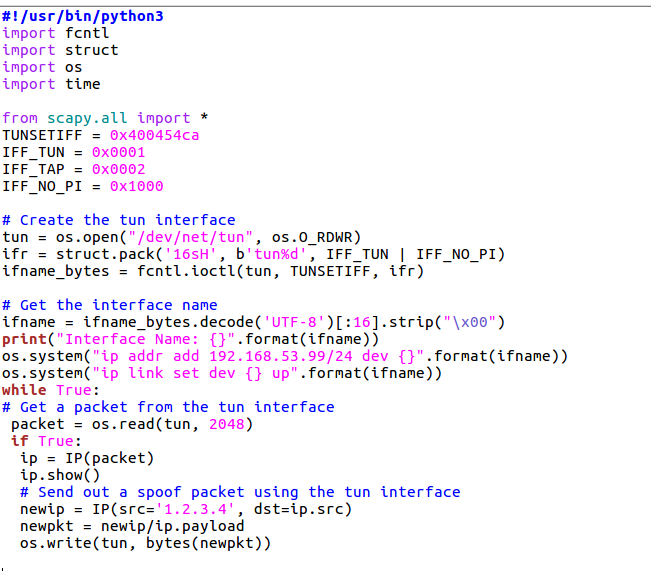 #!/usr/bin/python3
import fcntl
import struct
import os
import time

from scapy.all import *
TUNSETIFF = 0x400454ca
IFF_TUN = 0x0001
IFF_TAP = 0x0002
IFF_NO_PI = 0x1000

# Create the tun interface
tun = os.open("/dev/net/tun", os.O_RDWR)
ifr = struct.pack('16sH', b'tun%d', IFF_TUN | IFF_NO_PI)
ifname_bytes = fcntl.ioctl(tun, TUNSETIFF, ifr)

# Get the interface name
ifname = ifname_bytes.decode('UTF-8')[:16].strip("\x00")
print("Interface Name: {}".format(ifname))
os.system("ip addr add 192.168.53.99/24 dev {}".format(ifname))
os.system("ip link set dev {} up".format(ifname))
while True:
# Get a packet from the tun interface
 packet = os.read(tun, 2048)
 if True:
  ip = IP(packet)
  ip.show()
  # Send out a spoof packet using the tun interface
  newip = IP(src='1.2.3.4', dst=ip.src)
  newpkt = newip/ip.payload
  os.write(tun, bytes(newpkt))